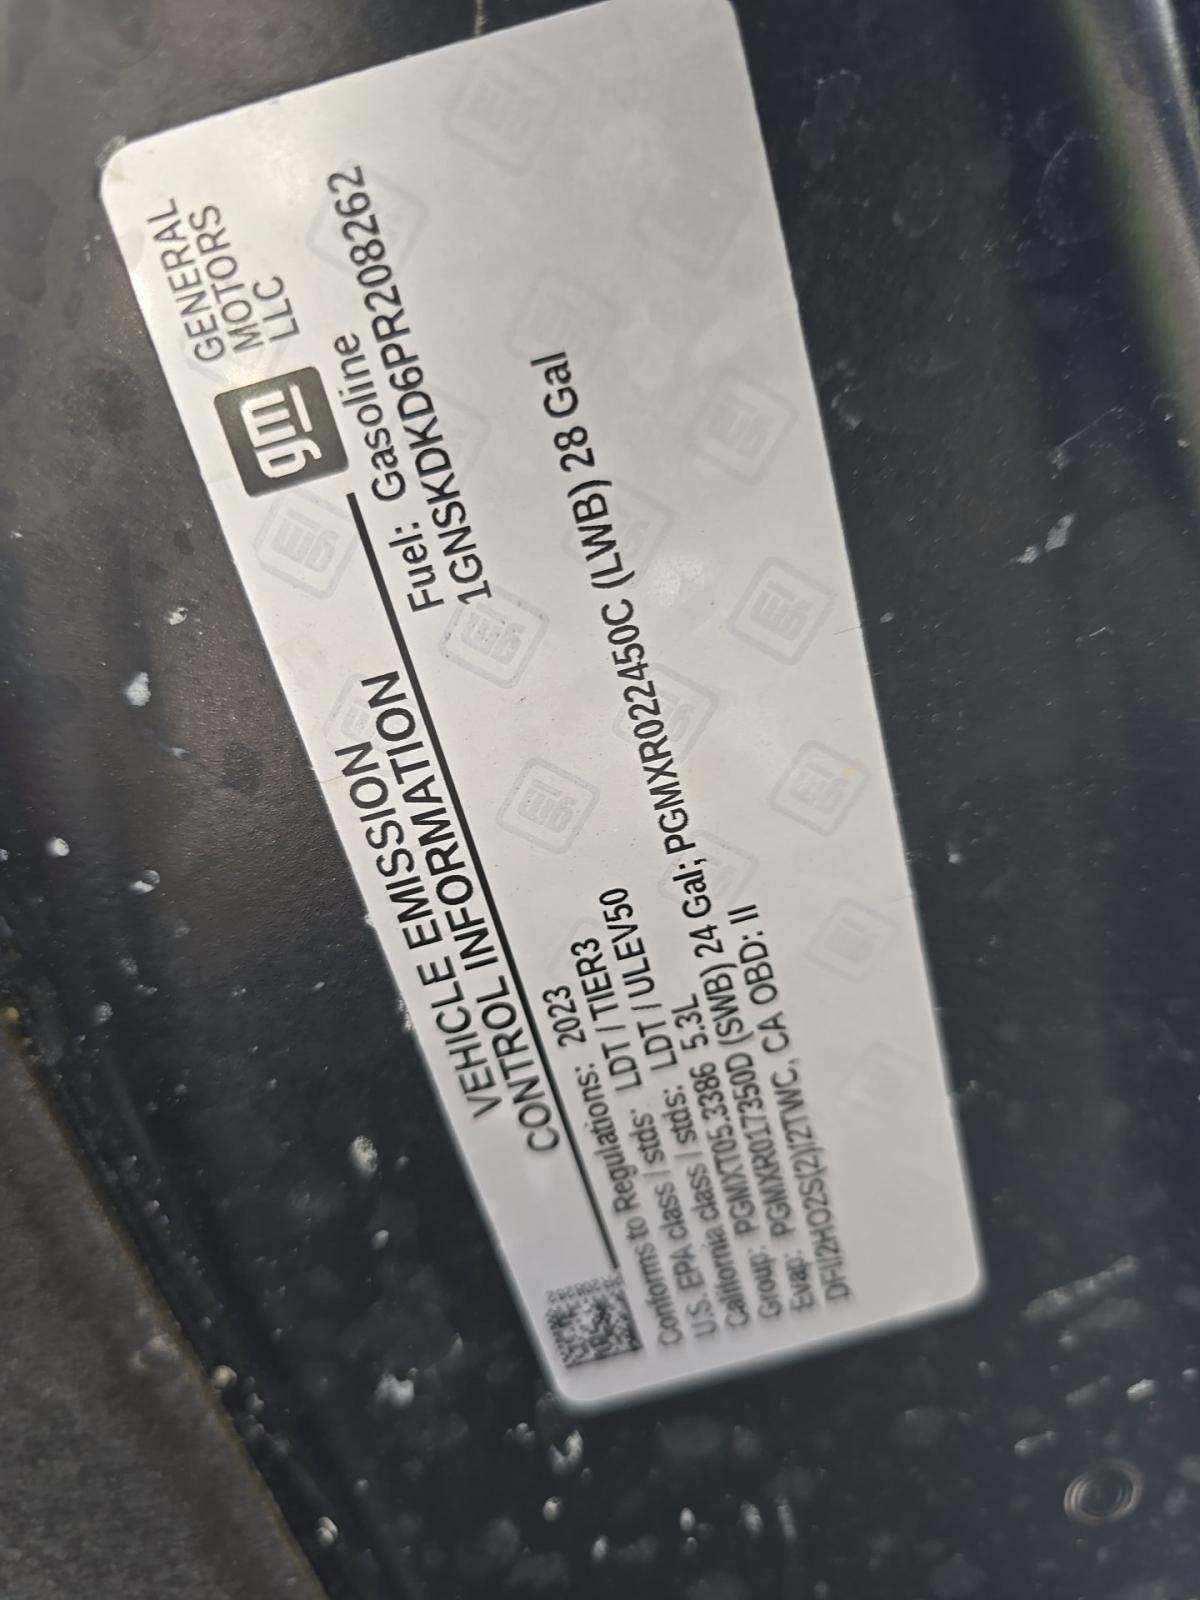 VEHICLE EMISSION
CONTROL INFORMATION
gm
GENERAL
MOTORS
LLC
Fuel: Gasoline
1GNSKDKD6PR208262
PR208262
Conforms to Regulations: 2023
U.S. EPA class / stds: LDT / TIER3
California class / stds: LDT / ULEV50
Group: PGMXT05.3386 5.3L
Evap: PGMXR017350D (SWB) 24 Gal; PGMXR022450C (LWB) 28 Gal
DFI/2HO2S(2)/2TWC, CA OBD: II